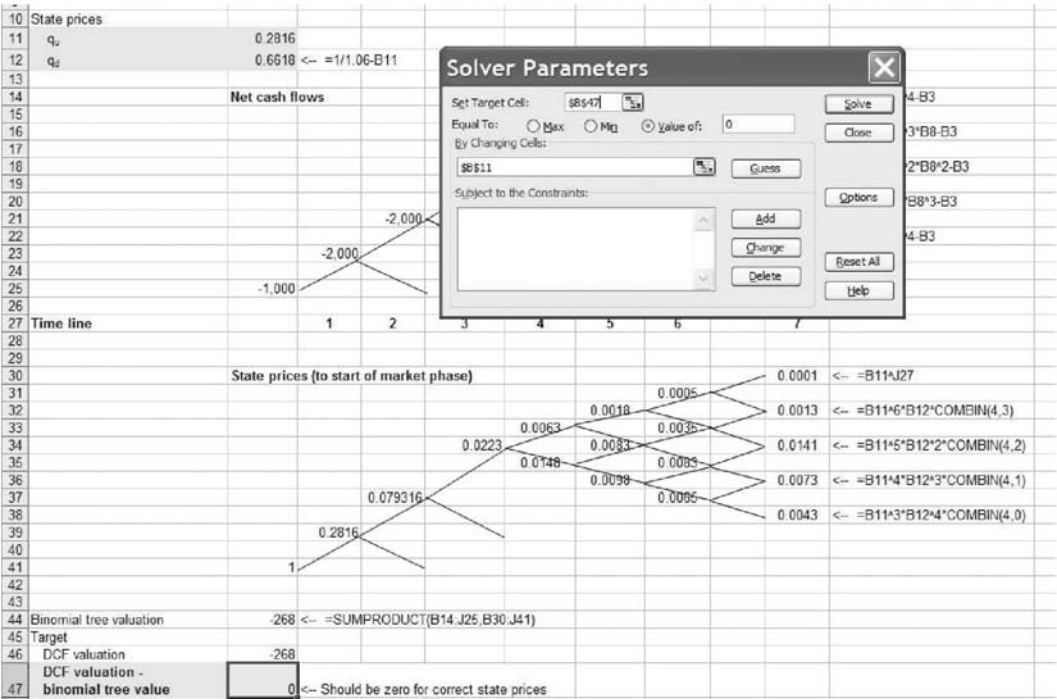 10 State prices
11 qu 0.2816
12 qd 0.6618 <-- =1/1.06-B11
13
14 Net cash flows ^4-B3
15
16 ^3*B8-B3
17
18 ^2*B8^2-B3
19
20 *B8^3-B3
21 -2,000
22 ^4-B3
23 -2,000
24
25 -1,000
26
27 Time line 1 2 3 4 5 6 7
28
29
30 State prices (to start of market phase) 0.0001 <-- =B11^J27
31 0.0005
32 0.0018 0.0013 <-- =B11^6*B12*COMBIN(4,3)
33 0.0063 0.0035
34 0.0223 0.0083 0.0141 <-- =B11^5*B12^2*COMBIN(4,2)
35 0.0148 0.0083
36 0.0098 0.0073 <-- =B11^4*B12^3*COMBIN(4,1)
37 0.079316 0.0065
38 0.0043 <-- =B11^3*B12^4*COMBIN(4,0)
39 0.2816
40
41 1
42
43
44 Binomial tree valuation -268 <-- =SUMPRODUCT(B14:J25,B30:J41)
45 Target
46 DCF valuation -268
DCF valuation -
47 binomial tree value 0 <-- Should be zero for correct state prices
Solver Parameters
Set Target Cell: $B$47 Solve
Equal To: Max Min Value of: 0 Close
By Changing Cells:
$B$11 Guess
Subject to the Constraints: Options
Add
Change
Reset All
Delete
Help